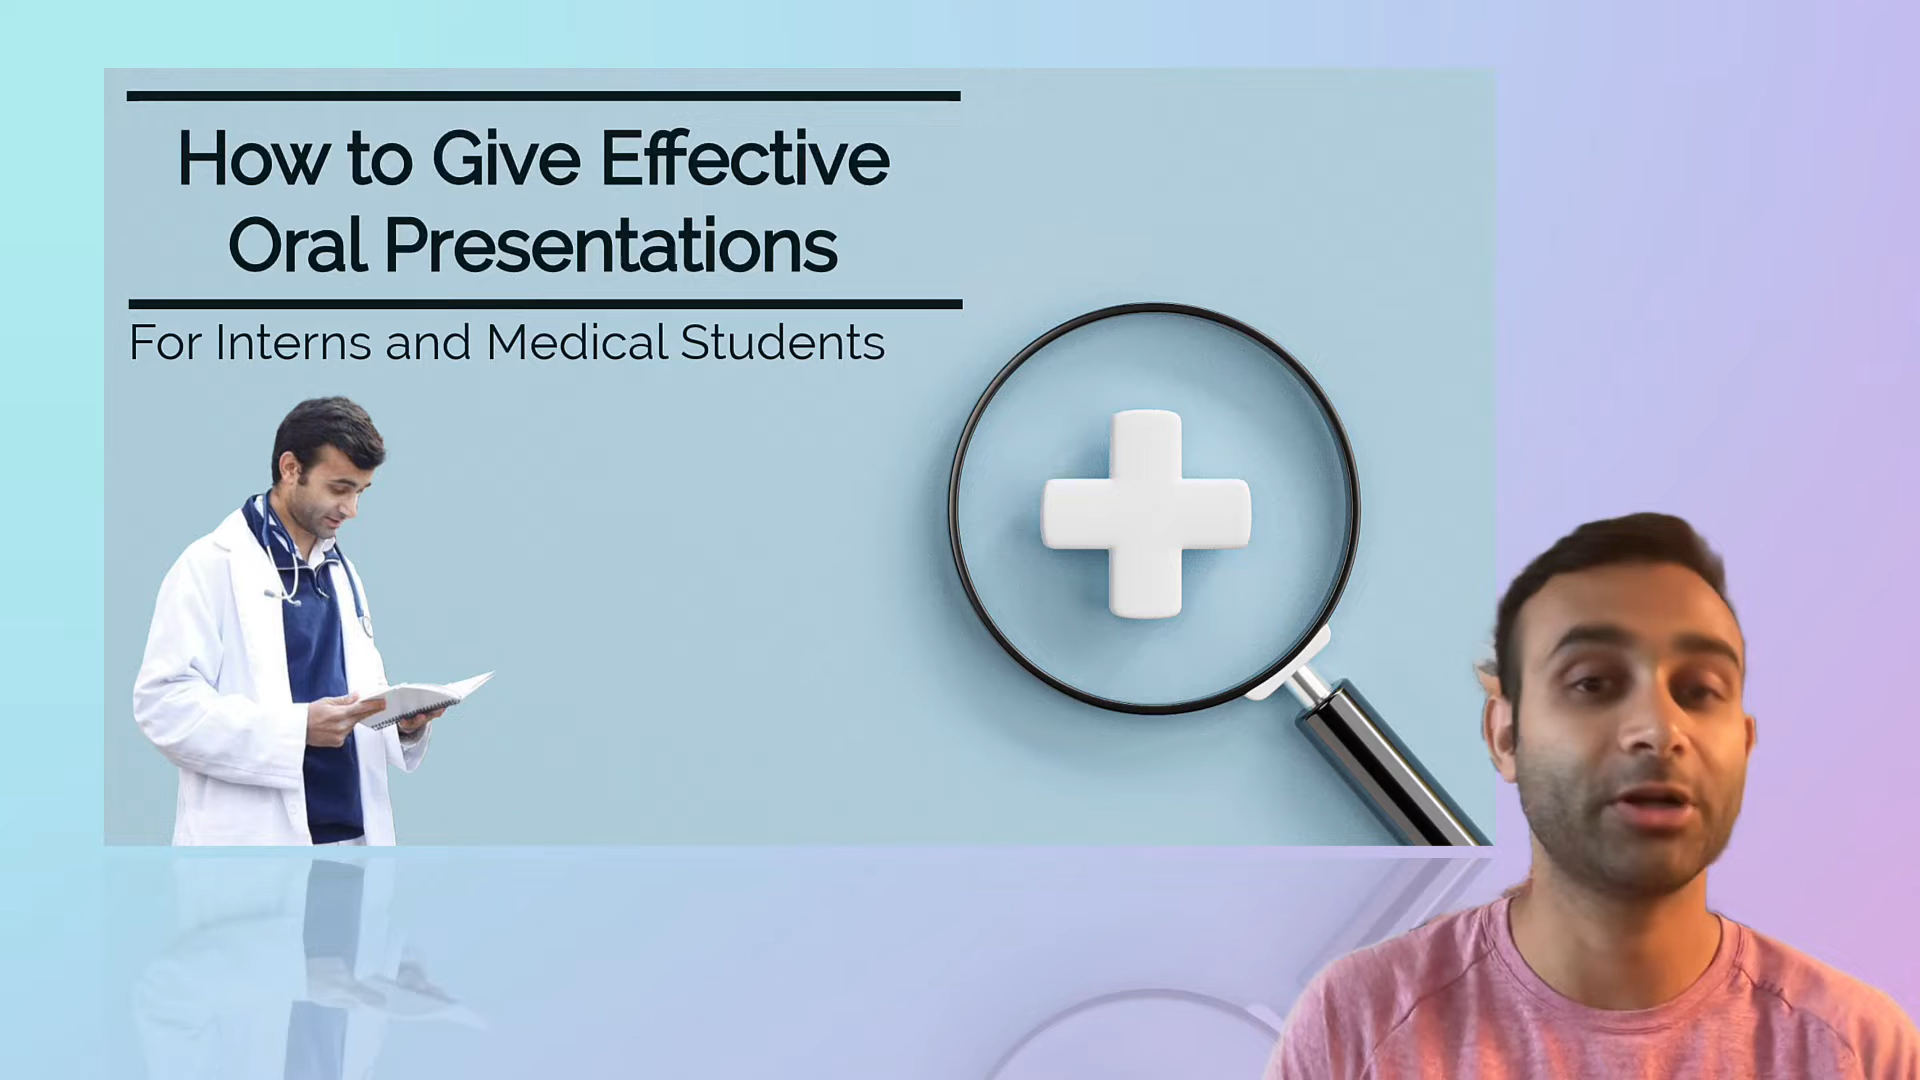 How to Give Effective
Oral Presentations
For Interns and Medical Students